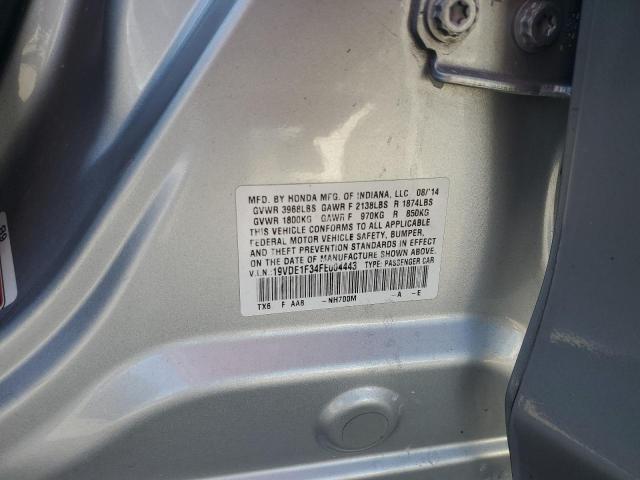 MFD. BY HONDA MFG. OF INDIANA, LLC 08/14
GVWR 3968LBS GAWR F 2138LBS R 1874LBS
GVWR 1800KG GAWR F 970KG R 850KG
THIS VEHICLE CONFORMS TO ALL APPLICABLE
FEDERAL MOTOR VEHICLE SAFETY, BUMPER,
AND THEFT PREVENTION STANDARDS IN EFFECT
ON THE DATE OF MANUFACTURE SHOWN ABOVE.
V.I.N.: 19VDE1F34FE004443 TYPE: PASSENGER CAR
TX6 F AA6 -NH700M -A -E